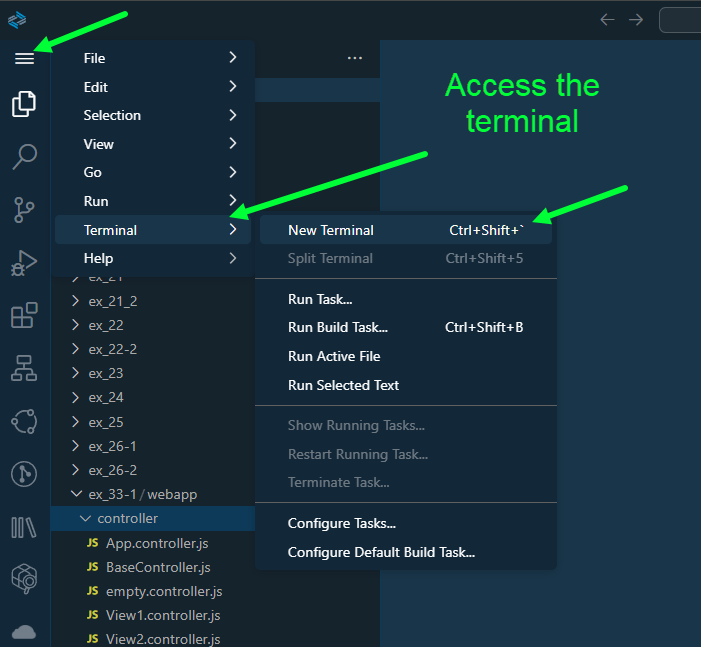 File
Edit
Selection
View
Go
Run
Terminal
Help
Access the
terminal
New Terminal Ctrl+Shift+`
Split Terminal Ctrl+Shift+5
Run Task...
Run Build Task... Ctrl+Shift+B
Run Active File
Run Selected Text
Show Running Tasks...
Restart Running Task...
Terminate Task...
Configure Tasks...
Configure Default Build Task...
ex_21
ex_21_2
ex_22
ex_22-2
ex_23
ex_24
ex_25
ex_26-1
ex_26-2
ex_33-1 / webapp
controller
JS App.controller.js
JS BaseController.js
JS empty.controller.js
JS View1.controller.js
JS View2.controller.js